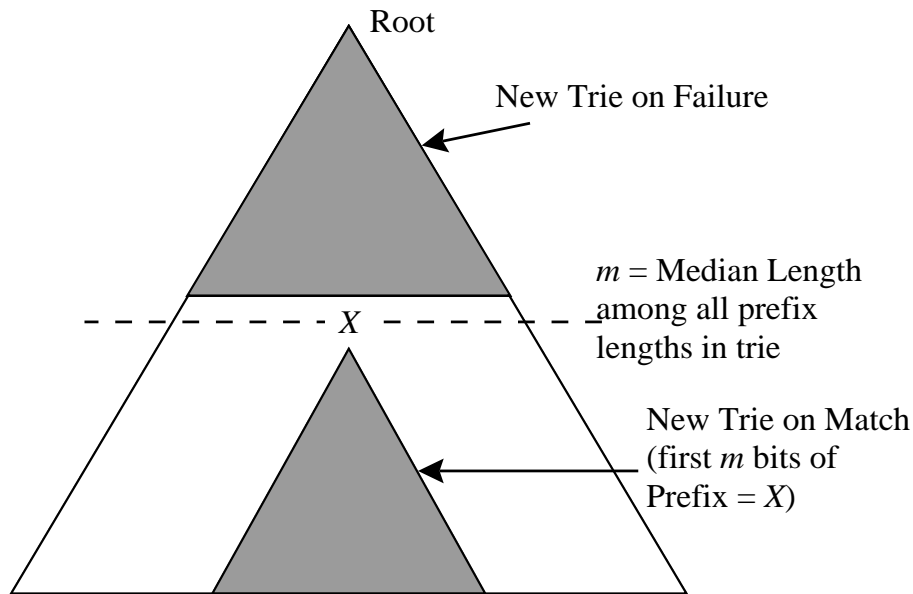 Root
New Trie on Failure
m = Median Length
among all prefix
lengths in trie
X
New Trie on Match
(first m bits of
Prefix = X)